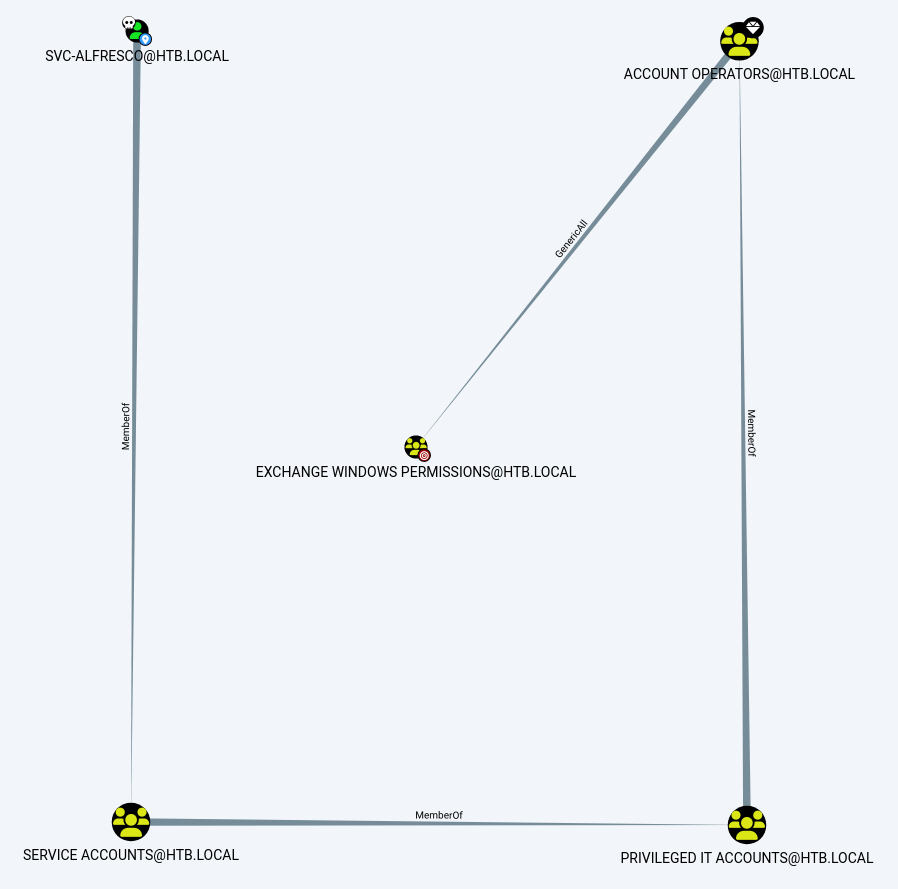 SVC-ALFRESCO@HTB.LOCAL
ACCOUNT OPERATORS@HTB.LOCAL
GenericAll
MemberOf
MemberOf
EXCHANGE WINDOWS PERMISSIONS@HTB.LOCAL
MemberOf
SERVICE ACCOUNTS@HTB.LOCAL
PRIVILEGED IT ACCOUNTS@HTB.LOCAL